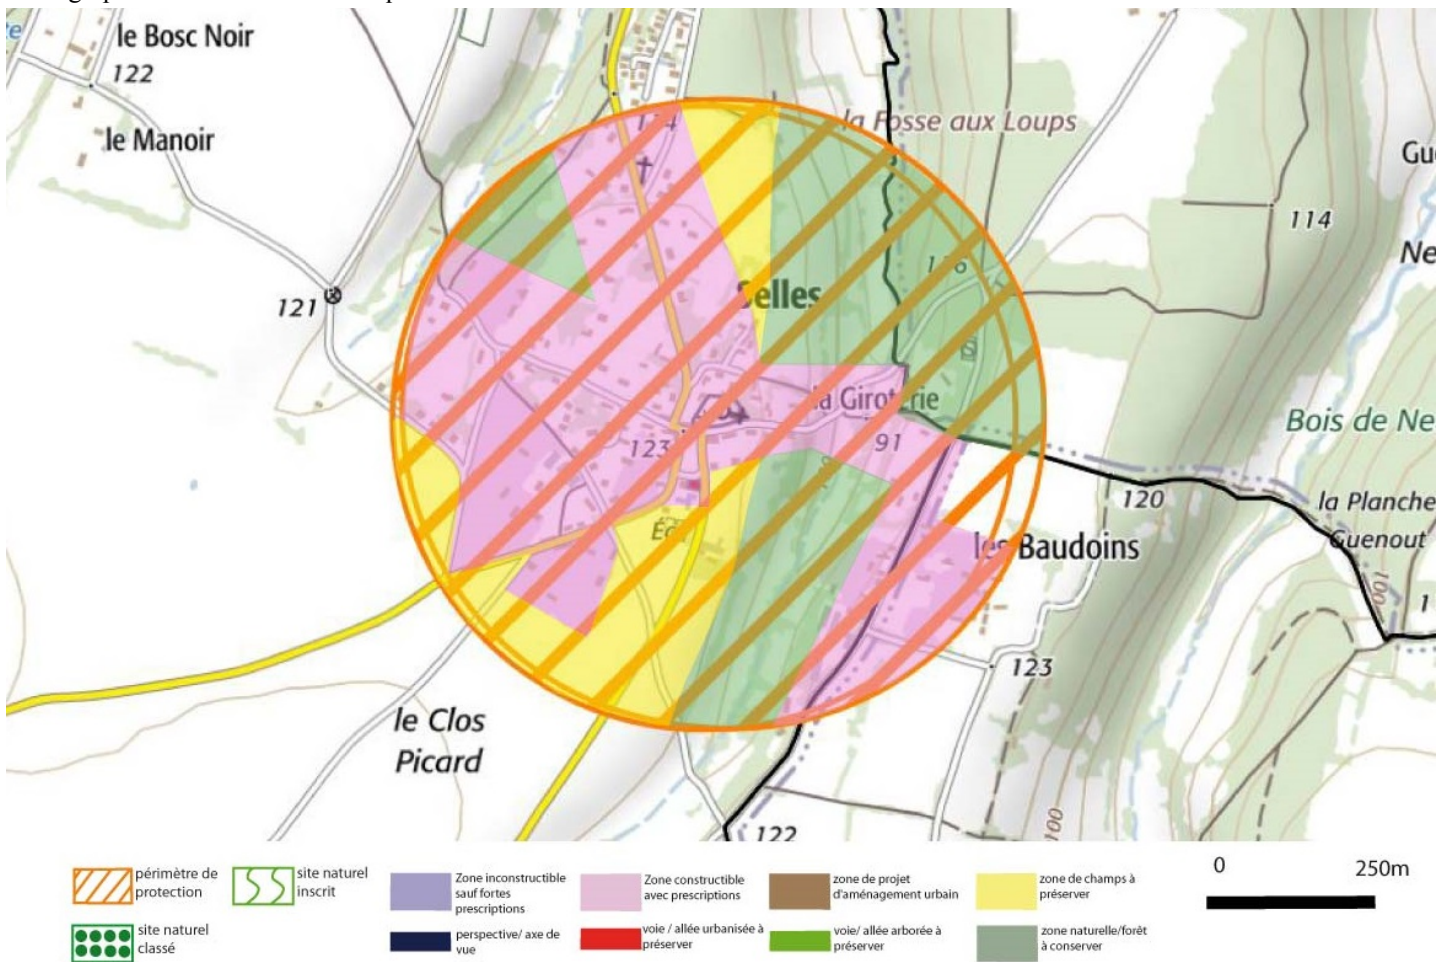 le Bosc Noir
122
le Manoir
la Fosse aux Loups
114
121
Selles
la Giroterie
123
91
Bois de Ne
120
la Planche
Guenout
les Baudoins
100
123
le Clos
Picard
122
100
périmètre de
protection
site naturel
inscrit
site naturel
classé
Zone inconstructible
sauf fortes
prescriptions
perspective/ axe de
vue
Zone constructible
avec prescriptions
voie / allée urbanisée à
préserver
zone de projet
d'aménagement urbain
voie/ allée arborée à
préserver
zone de champs à
préserver
zone naturelle/forêt
à conserver
0 250m